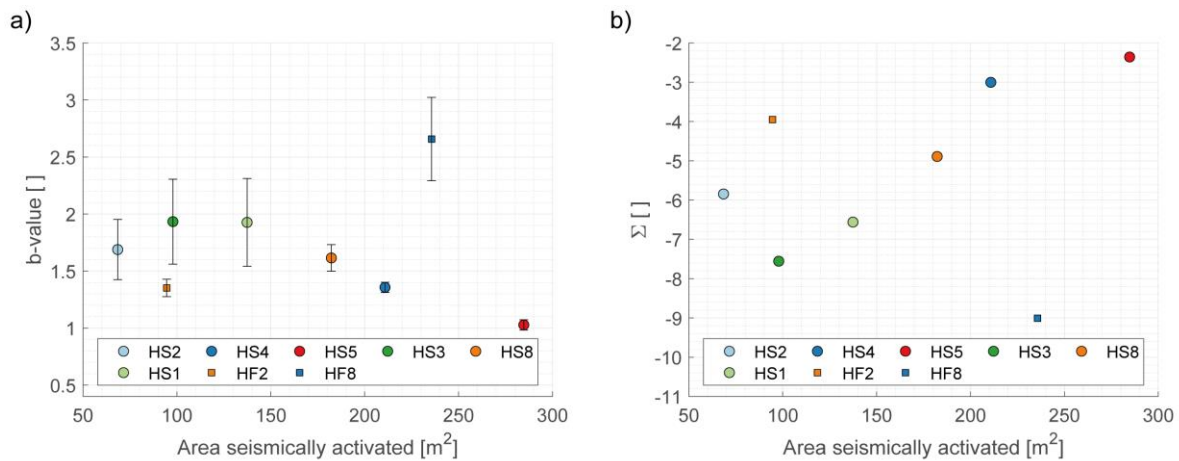 a)
3.5
3
2.5
2
1.5
1
0.5
b-value [ ]
HS2 HS4 HS5 HS3 HS8
HS1 HF2 HF8
50 100 150 200 250 300
Area seismically activated [m²]
b)
-2
-3
-4
-5
-6
-7
-8
-9
-10
-11
Σ [ ]
HS2 HS4 HS5 HS3 HS8
HS1 HF2 HF8
50 100 150 200 250 300
Area seismically activated [m²]